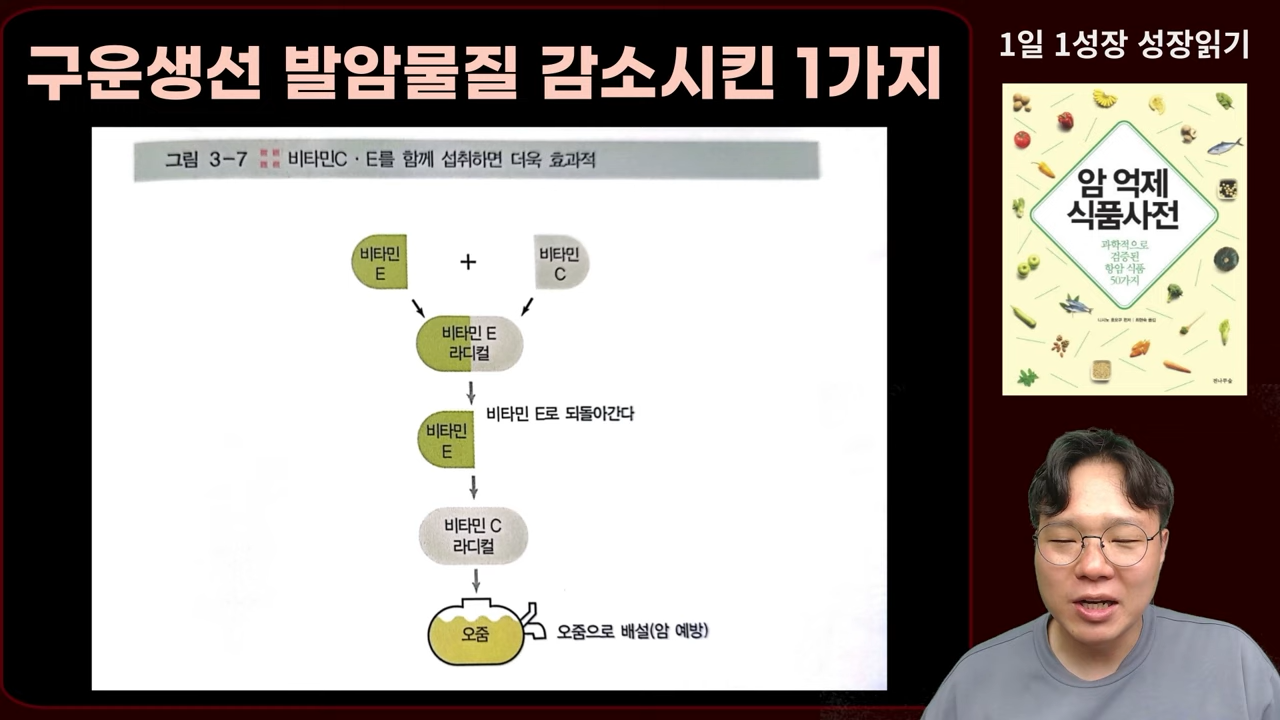 구운생선 발암물질 감소시킨 1가지
1일 1성장 성장읽기
그림 3-7 비타민C · E를 함께 섭취하면 더욱 효과적
비타민
E
+
비타민
C
비타민 E
라디컬
비타민 E로 되돌아간다
비타민
E
비타민 C
라디컬
오줌
오줌으로 배설(암 예방)
암 억제
식품사전
과학적으로
검증된
항암 식품
50가지
전나무숲